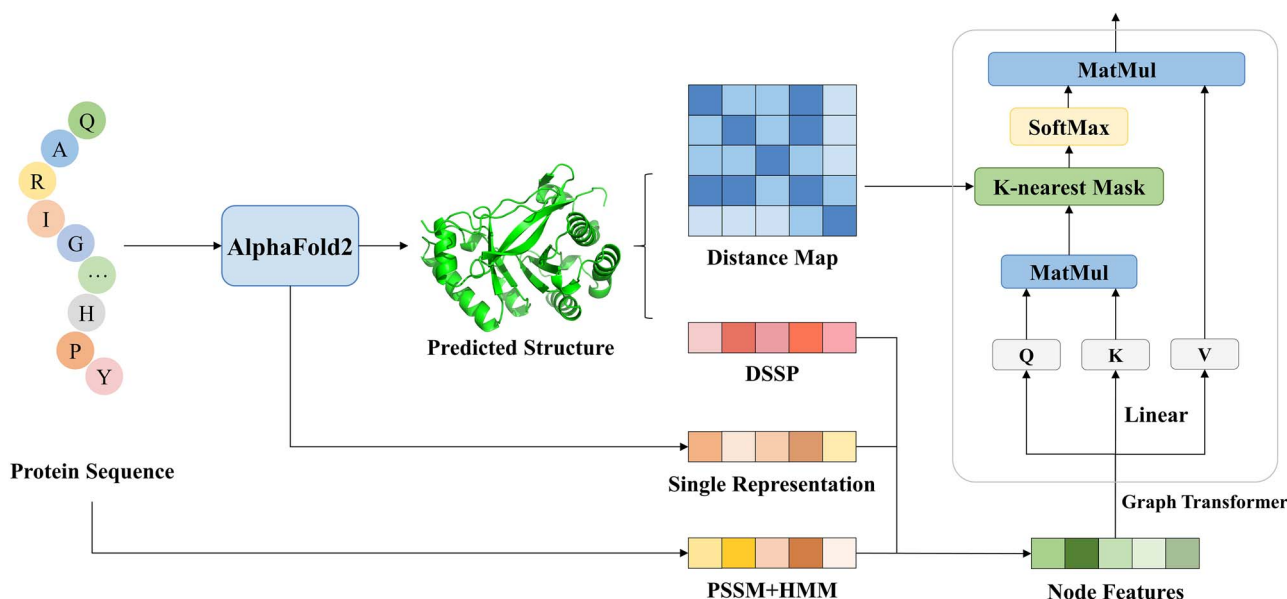 Q
A
R
I
G
...
H
P
Y
Protein Sequence
AlphaFold2
Predicted Structure
Distance Map
DSSP
Single Representation
PSSM+HMM
MatMul
SoftMax
K-nearest Mask
MatMul
Q K V
Linear
Graph Transformer
Node Features